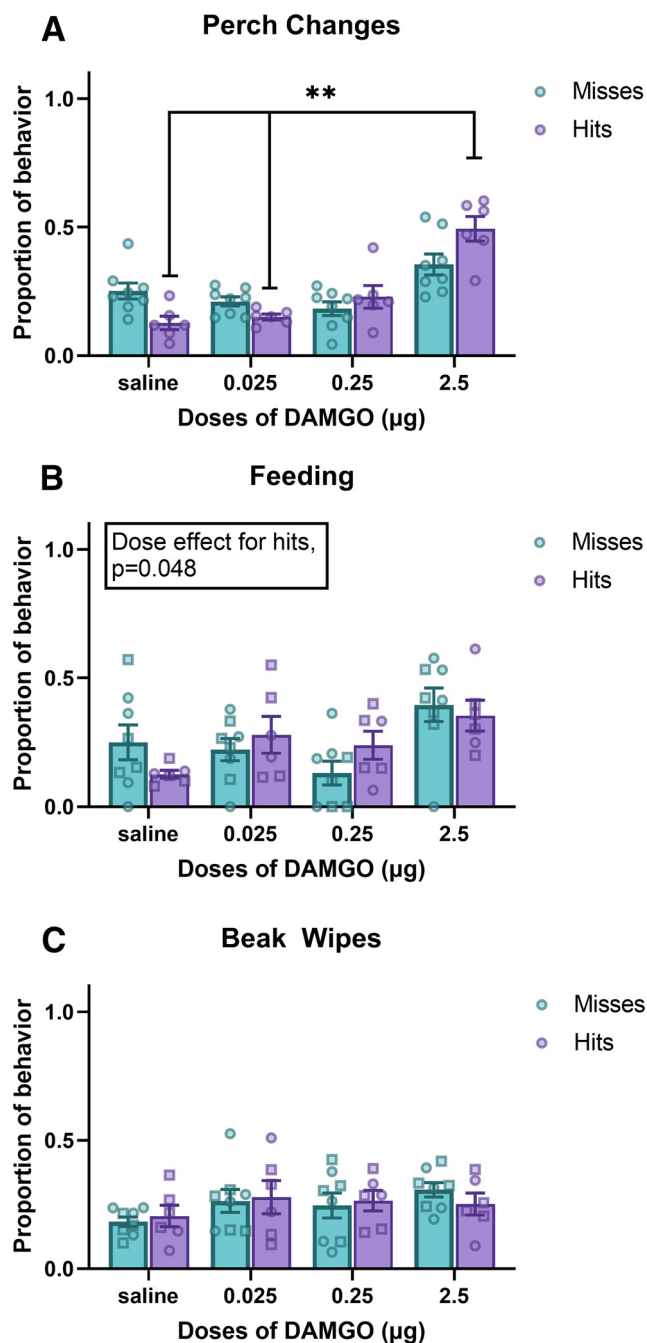 A
Perch Changes
Proportion of behavior
1.0
0.5
0.0
**
Misses
Hits
saline 0.025 0.25 2.5
Doses of DAMGO (µg)
B
Feeding
Proportion of behavior
1.0
0.5
0.0
Dose effect for hits,
p=0.048
Misses
Hits
saline 0.025 0.25 2.5
Doses of DAMGO (µg)
C
Beak Wipes
Proportion of behavior
1.0
0.5
0.0
Misses
Hits
saline 0.025 0.25 2.5
Doses of DAMGO (µg)